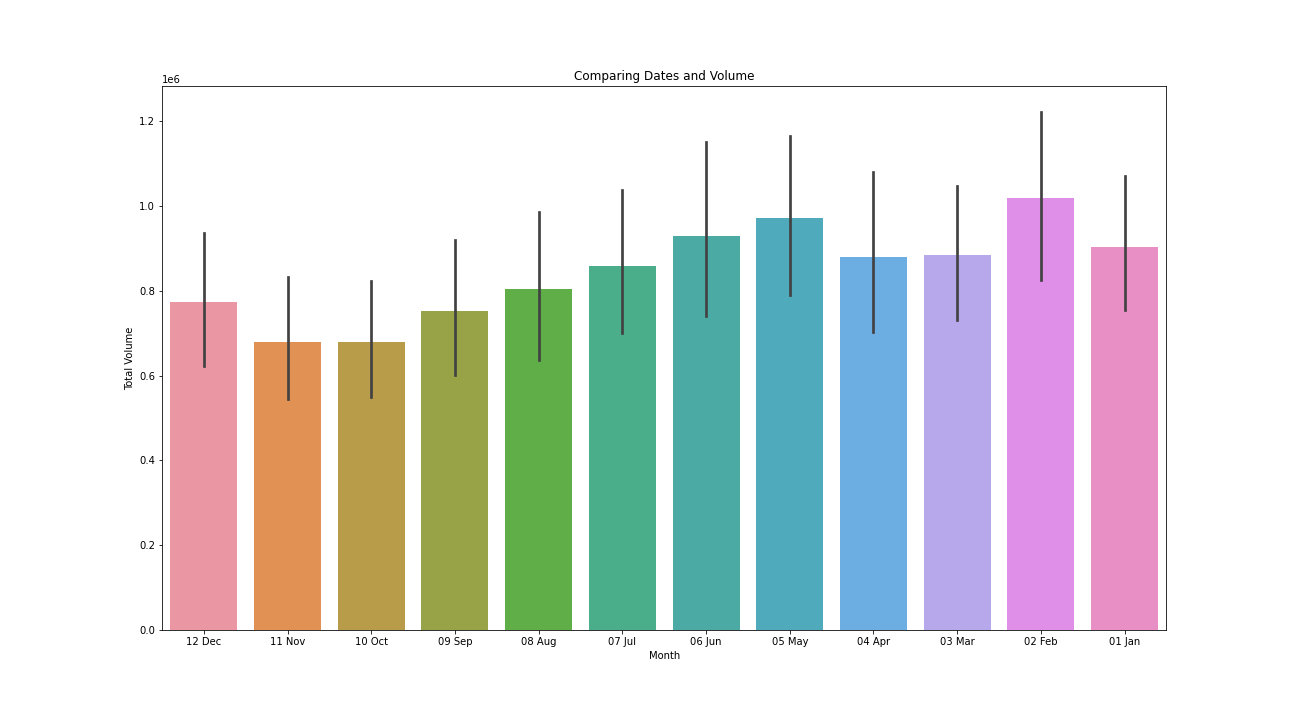 Comparing Dates and Volume
1e6
1.2
1.0
0.8
0.6
0.4
0.2
0.0
Total Volume
12 Dec 11 Nov 10 Oct 09 Sep 08 Aug 07 Jul 06 Jun 05 May 04 Apr 03 Mar 02 Feb 01 Jan
Month